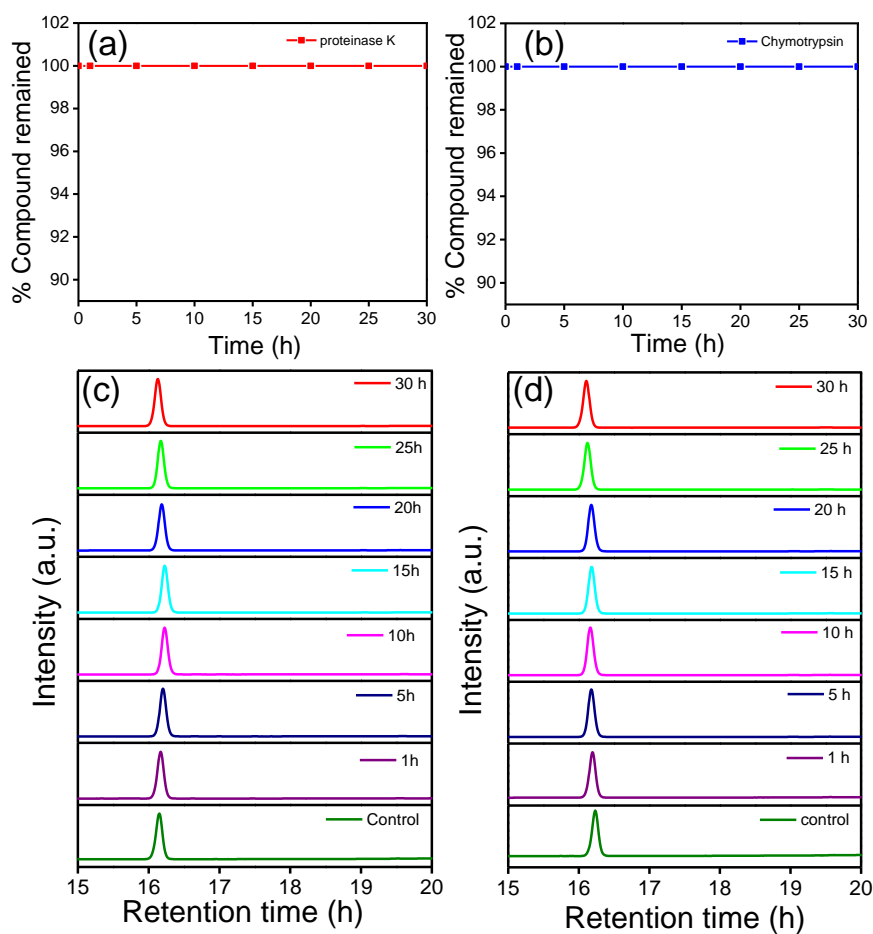 (a)
proteinase K
% Compound remained
102
100
98
96
94
92
90
0 5 10 15 20 25 30
Time (h)
(b)
Chymotrypsin
% Compound remained
102
100
98
96
94
92
90
0 5 10 15 20 25 30
Time (h)
(c)
30 h
25h
20h
15h
10h
5h
1h
Control
Intensity (a.u.)
15 16 17 18 19 20
Retention time (h)
(d)
30 h
25 h
20 h
15 h
10 h
5 h
1 h
control
Intensity (a.u.)
15 16 17 18 19 20
Retention time (h)